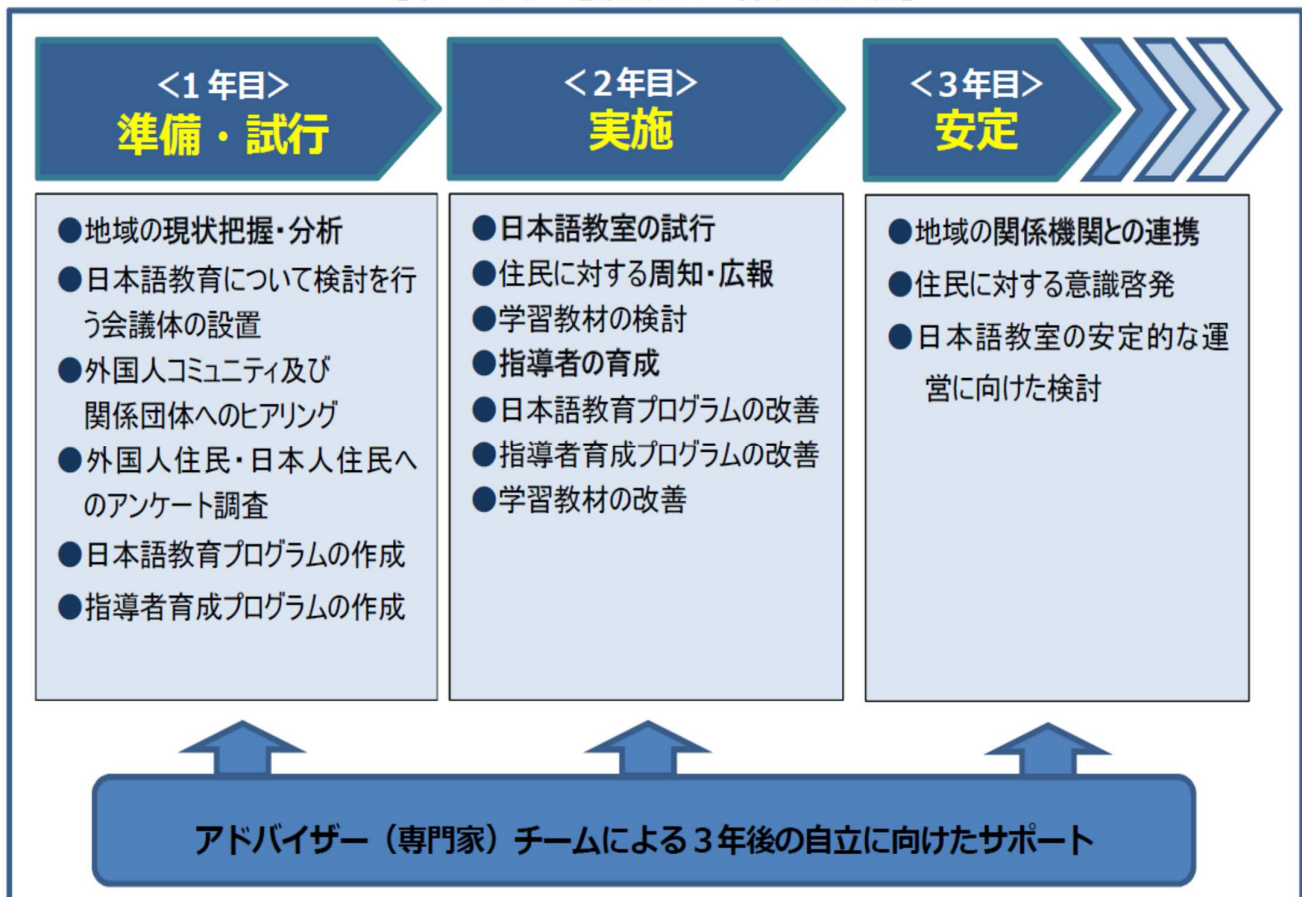 <1年目>
準備・試行
<2年目>
実施
<3年目>
安定
●地域の現状把握・分析
●日本語教育について検討を行
う会議体の設置
●外国人コミュニティ及び
関係団体へのヒアリング
●外国人住民・日本人住民へ
のアンケート調査
●日本語教育プログラムの作成
●指導者育成プログラムの作成
●日本語教室の試行
●住民に対する周知・広報
●学習教材の検討
●指導者の育成
●日本語教育プログラムの改善
●指導者育成プログラムの改善
●学習教材の改善
●地域の関係機関との連携
●住民に対する意識啓発
●日本語教室の安定的な運
営に向けた検討
アドバイザー（専門家）チームによる3年後の自立に向けたサポート